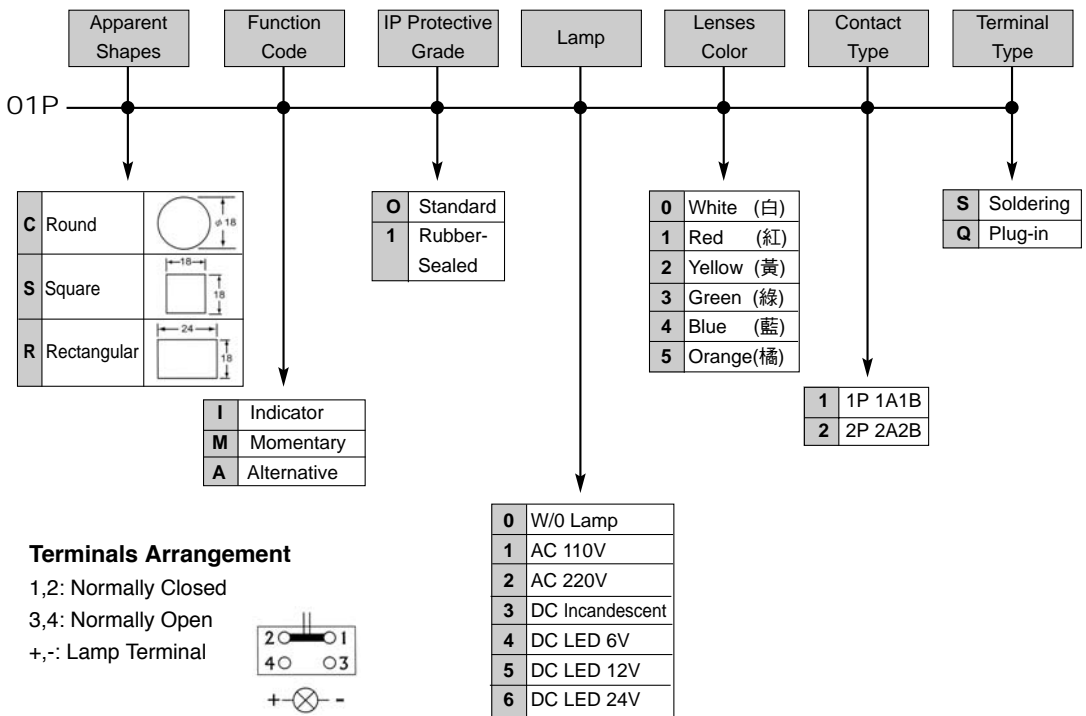 Apparent Shapes
Function Code
IP Protective Grade
Lamp
Lenses Color
Contact Type
Terminal Type
01P
C Round ⌀ 18
S Square 18 18
R Rectangular 24 18
I Indicator
M Momentary
A Alternative
O Standard
1 Rubber-
Sealed
0 W/0 Lamp
1 AC 110V
2 AC 220V
3 DC Incandescent
4 DC LED 6V
5 DC LED 12V
6 DC LED 24V
0 White (白)
1 Red (紅)
2 Yellow (黃)
3 Green (綠)
4 Blue (藍)
5 Orange(橘)
1 1P 1A1B
2 2P 2A2B
S Soldering
Q Plug-in
Terminals Arrangement
1,2: Normally Closed
3,4: Normally Open
+,-: Lamp Terminal
2 1
4 3
+ -